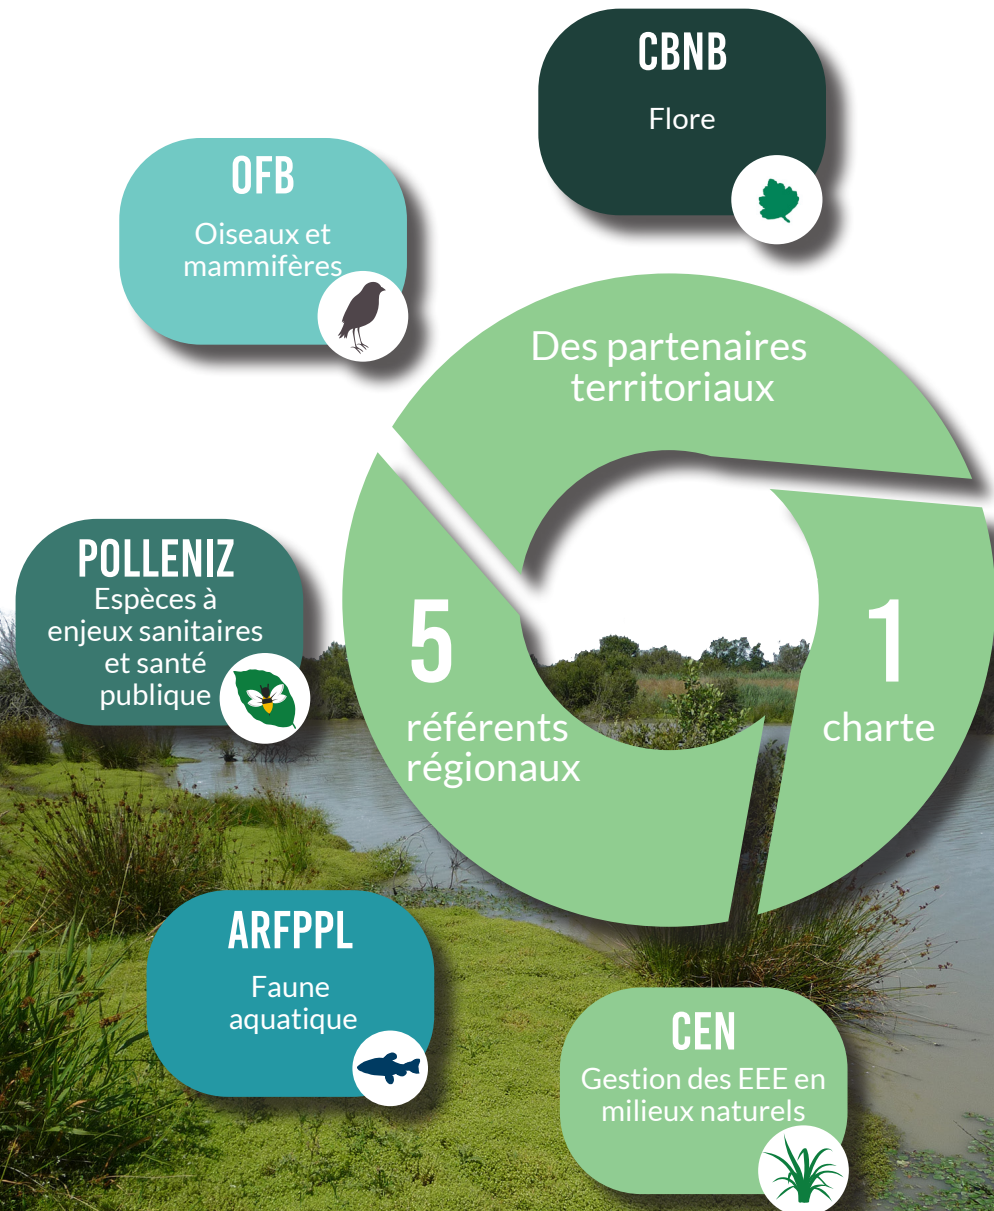 CBNB
Flore
OFB
Oiseaux et
mammifères
Des partenaires
territoriaux
POLLENIZ
Espèces à
enjeux sanitaires
et santé
publique
5
référents
régionaux
1
charte
ARFPPL
Faune
aquatique
CEN
Gestion des EEE en
milieux naturels